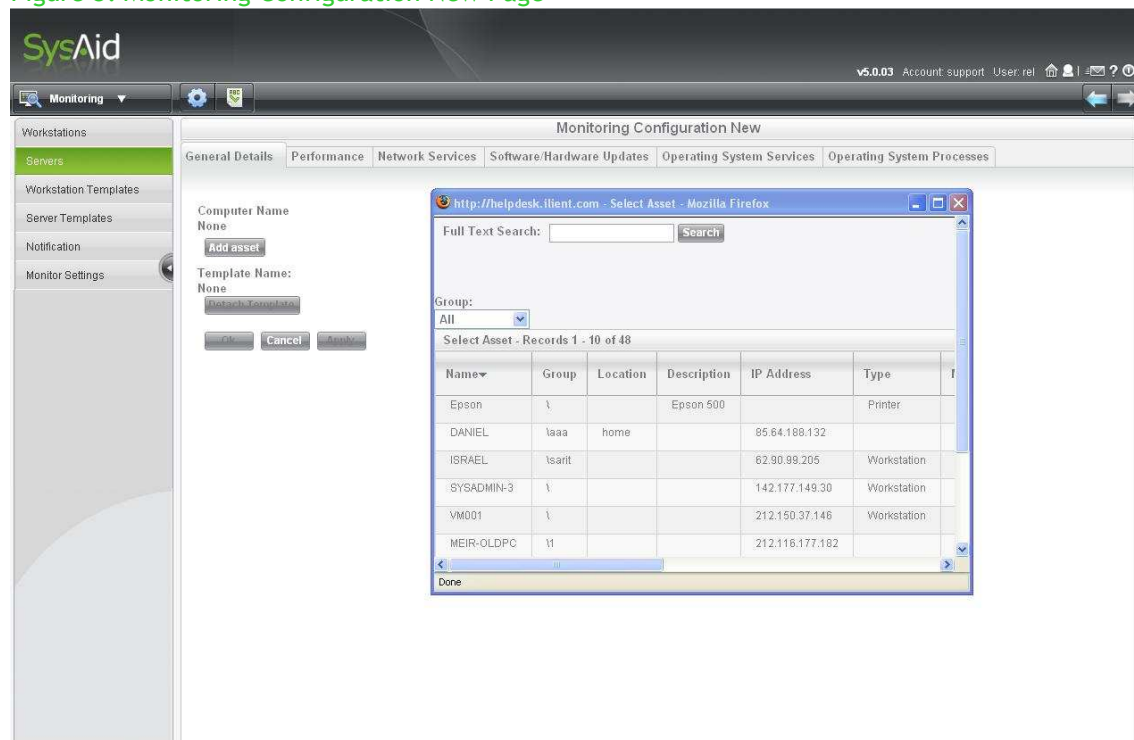 SysAid
v5.0.03 Account: support User: rel
Monitoring
Monitoring Configuration New
Workstations
Servers
Workstation Templates
Server Templates
Notification
Monitor Settings
General Details Performance Network Services Software/Hardware Updates Operating System Services Operating System Processes
Computer Name
None
Add asset
Template Name:
None
Detach Template
Ok Cancel Apply
http://helpdesk.ilient.com - Select Asset - Mozilla Firefox
Full Text Search: Search
Group:
All
Select Asset - Records 1 - 10 of 48
Name Group Location Description IP Address Type
Epson \ Epson 500 Printer
DANIEL \aaa home 85.64.188.132
ISRAEL \sarit 62.90.99.205 Workstation
SYSADMIN-3 \ 142.177.149.30 Workstation
VM001 \ 212.150.37.146 Workstation
MEIR-OLDPC \1 212.116.177.182
Done